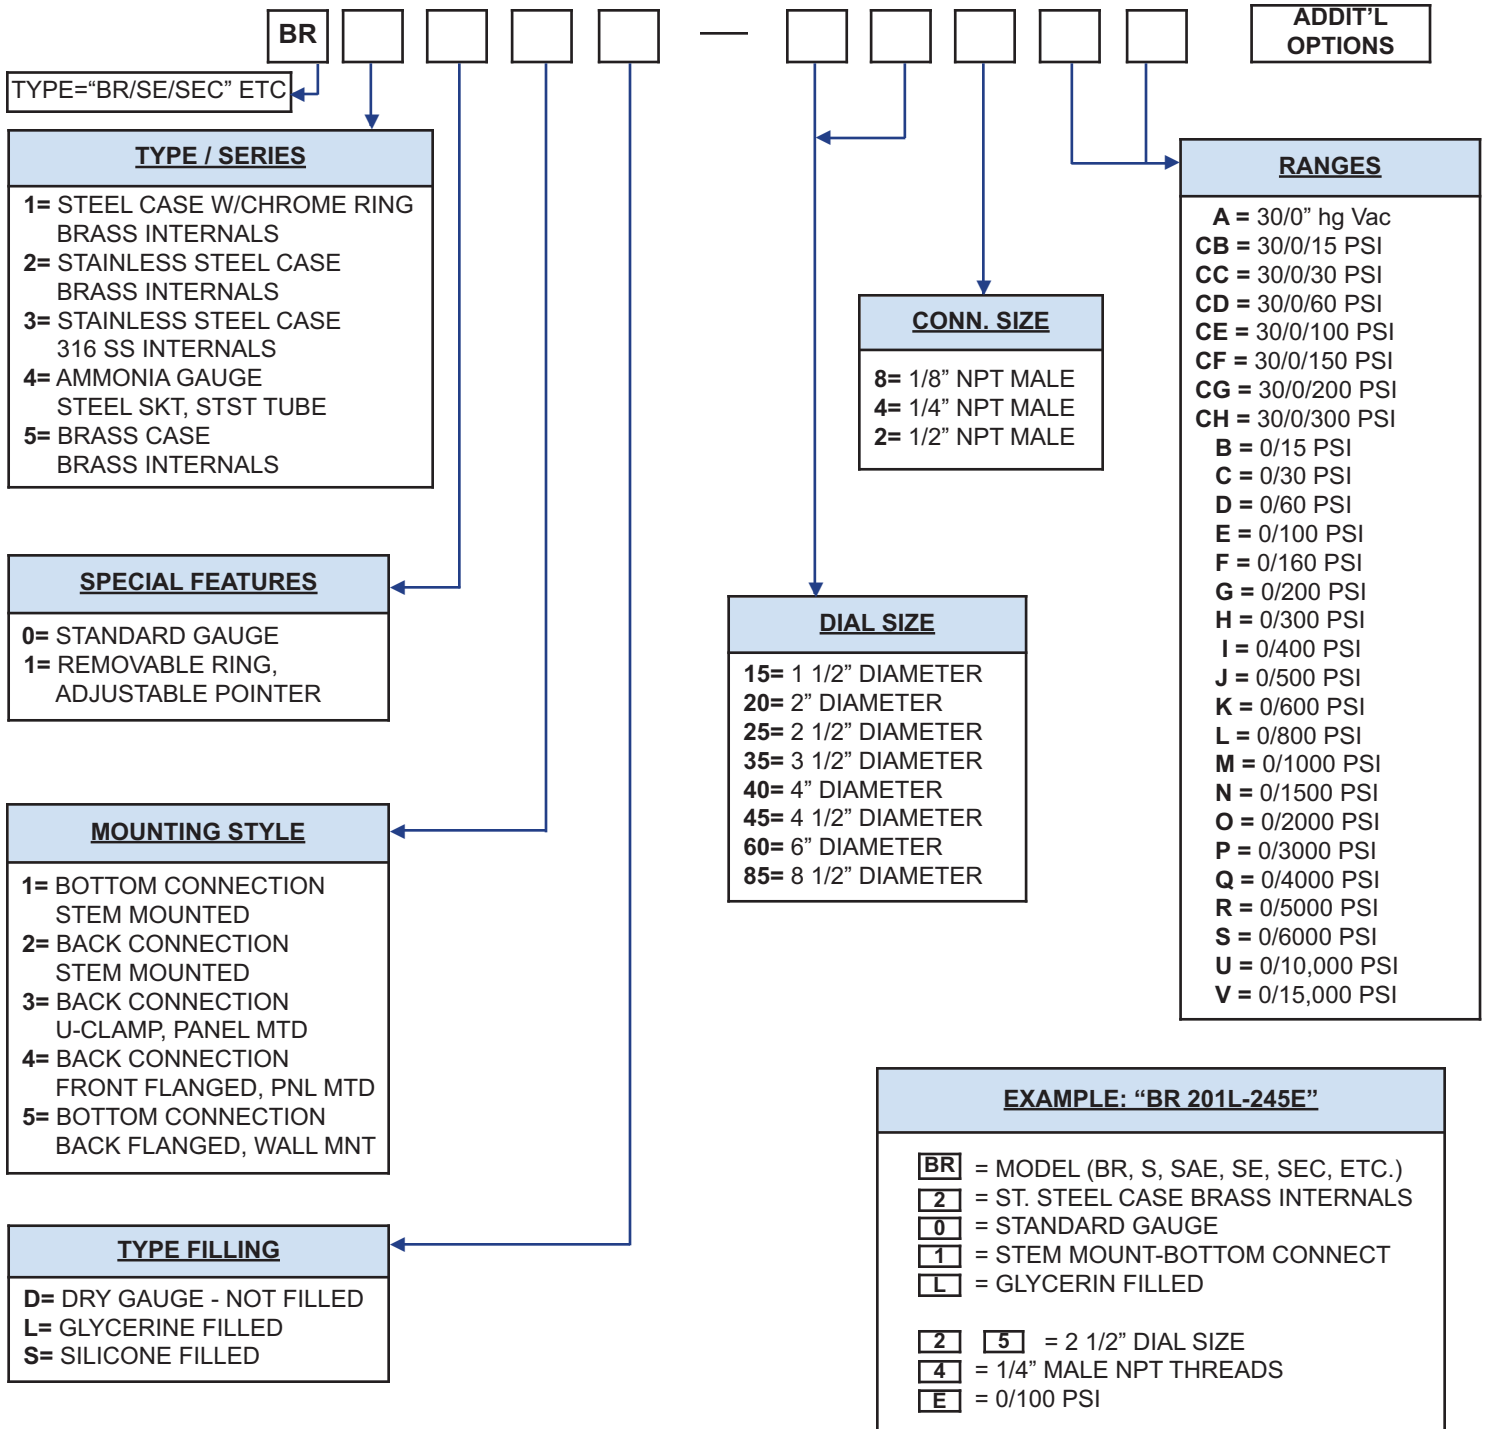 BR
ADDIT’L
OPTIONS
TYPE=“BR/SE/SEC” ETC
TYPE / SERIES
1= STEEL CASE W/CHROME RING
BRASS INTERNALS
2= STAINLESS STEEL CASE
BRASS INTERNALS
3= STAINLESS STEEL CASE
316 SS INTERNALS
4= AMMONIA GAUGE
STEEL SKT, STST TUBE
5= BRASS CASE
BRASS INTERNALS
SPECIAL FEATURES
0= STANDARD GAUGE
1= REMOVABLE RING,
ADJUSTABLE POINTER
MOUNTING STYLE
1= BOTTOM CONNECTION
STEM MOUNTED
2= BACK CONNECTION
STEM MOUNTED
3= BACK CONNECTION
U-CLAMP, PANEL MTD
4= BACK CONNECTION
FRONT FLANGED, PNL MTD
5= BOTTOM CONNECTION
BACK FLANGED, WALL MNT
TYPE FILLING
D= DRY GAUGE - NOT FILLED
L= GLYCERINE FILLED
S= SILICONE FILLED
DIAL SIZE
15= 1 1/2” DIAMETER
20= 2” DIAMETER
25= 2 1/2” DIAMETER
35= 3 1/2” DIAMETER
40= 4” DIAMETER
45= 4 1/2” DIAMETER
60= 6” DIAMETER
85= 8 1/2” DIAMETER
CONN. SIZE
8= 1/8” NPT MALE
4= 1/4” NPT MALE
2= 1/2” NPT MALE
RANGES
A = 30/0” hg Vac
CB = 30/0/15 PSI
CC = 30/0/30 PSI
CD = 30/0/60 PSI
CE = 30/0/100 PSI
CF = 30/0/150 PSI
CG = 30/0/200 PSI
CH = 30/0/300 PSI
B = 0/15 PSI
C = 0/30 PSI
D = 0/60 PSI
E = 0/100 PSI
F = 0/160 PSI
G = 0/200 PSI
H = 0/300 PSI
I = 0/400 PSI
J = 0/500 PSI
K = 0/600 PSI
L = 0/800 PSI
M = 0/1000 PSI
N = 0/1500 PSI
O = 0/2000 PSI
P = 0/3000 PSI
Q = 0/4000 PSI
R = 0/5000 PSI
S = 0/6000 PSI
U = 0/10,000 PSI
V = 0/15,000 PSI
EXAMPLE: “BR 201L-245E”
BR = MODEL (BR, S, SAE, SE, SEC, ETC.)
2 = ST. STEEL CASE BRASS INTERNALS
0 = STANDARD GAUGE
1 = STEM MOUNT-BOTTOM CONNECT
L = GLYCERIN FILLED
2 5 = 2 1/2” DIAL SIZE
4 = 1/4” MALE NPT THREADS
E = 0/100 PSI